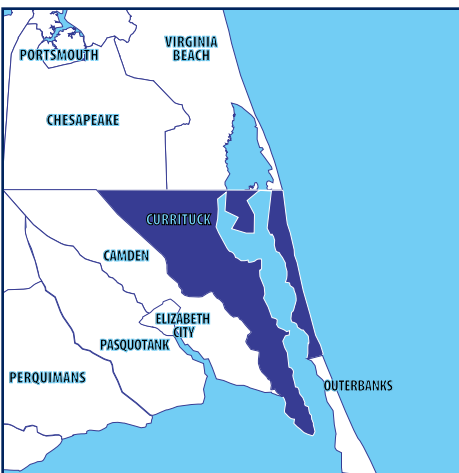 VIRGINIA
BEACH
PORTSMOUTH
CHESAPEAKE
CURRITUCK
CAMDEN
ELIZABETH
CITY
PASQUOTANK
PERQUIMANS
OUTERBANKS